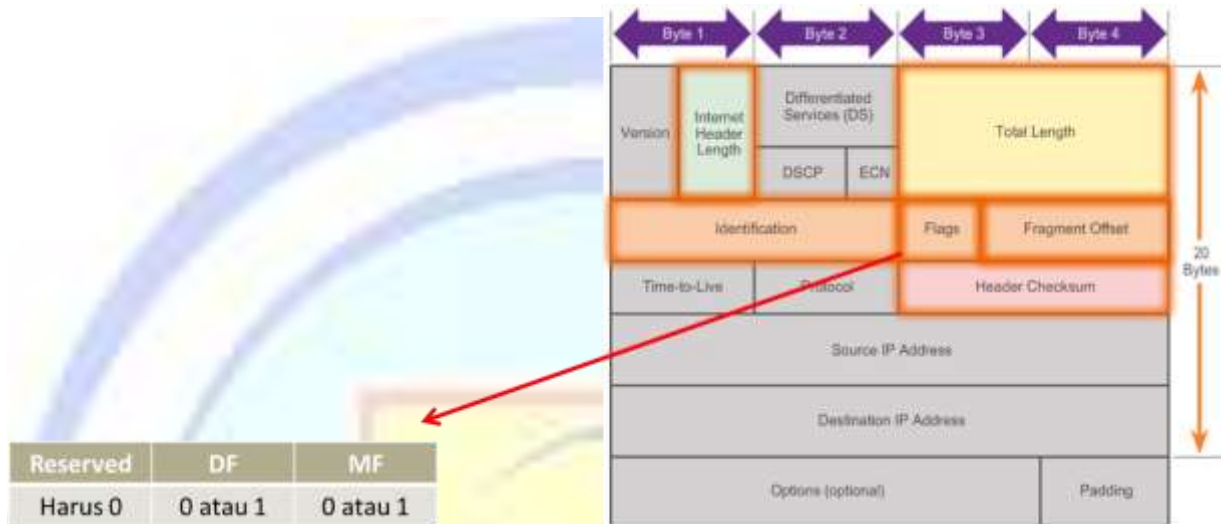 Byte 1 Byte 2 Byte 3 Byte 4
Version
Internet
Header
Length
Differentiated
Services (DS)
DSCP ECN
Total Length
Identification Flags Fragment Offset
Time-to-Live Protocol Header Checksum
Source IP Address
Destination IP Address
Options (optional) Padding
20
Bytes
Reserved DF MF
Harus 0 0 atau 1 0 atau 1